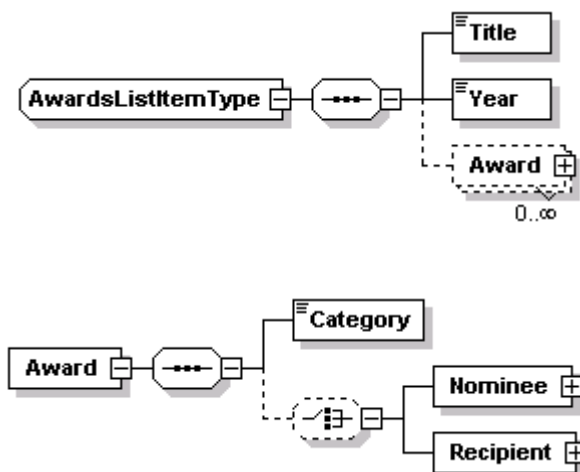 Title
AwardsListItemType
Year
Award
0..∞
Category
Award
Nominee
Recipient